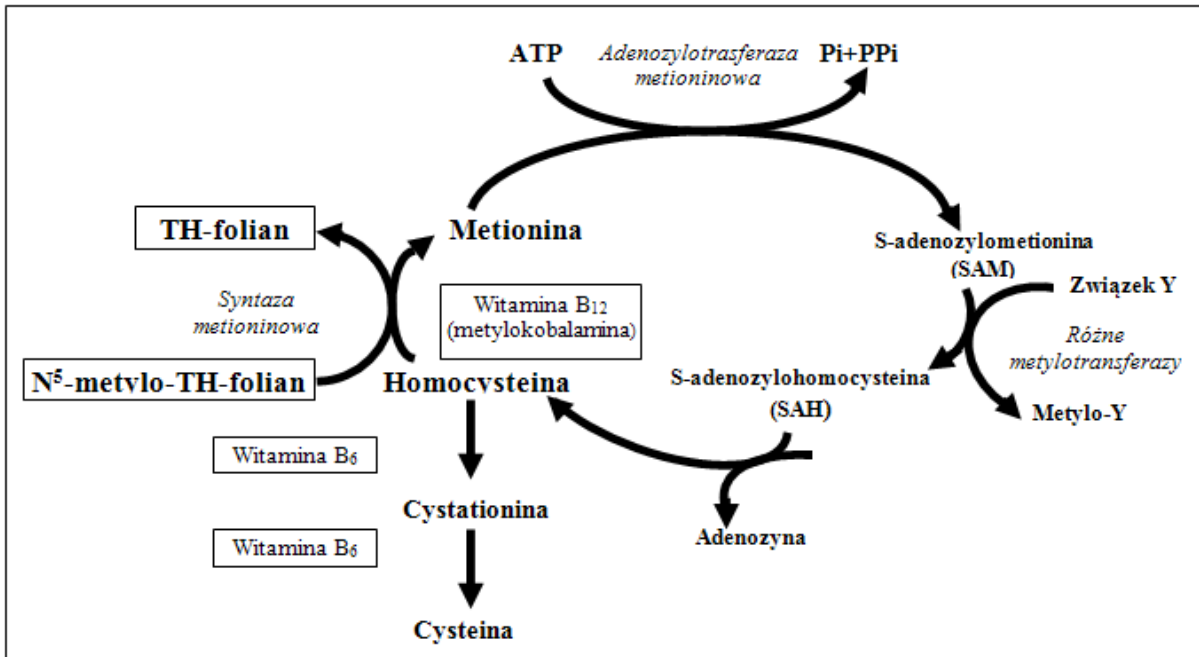 ATP
Adenozylotrasferaza
metioninowa
Pi+PPi
TH-folian
Metionina
S-adenozylometionina
(SAM)
Związek Y
Syntaza
metioninowa
Witamina B12
(metylokobalamina)
Różne
metylotransferazy
N5-metylo-TH-folian
Homocysteina
S-adenozylohomocysteina
(SAH)
Metylo-Y
Witamina B6
Cystationina
Adenozyna
Witamina B6
Cysteina